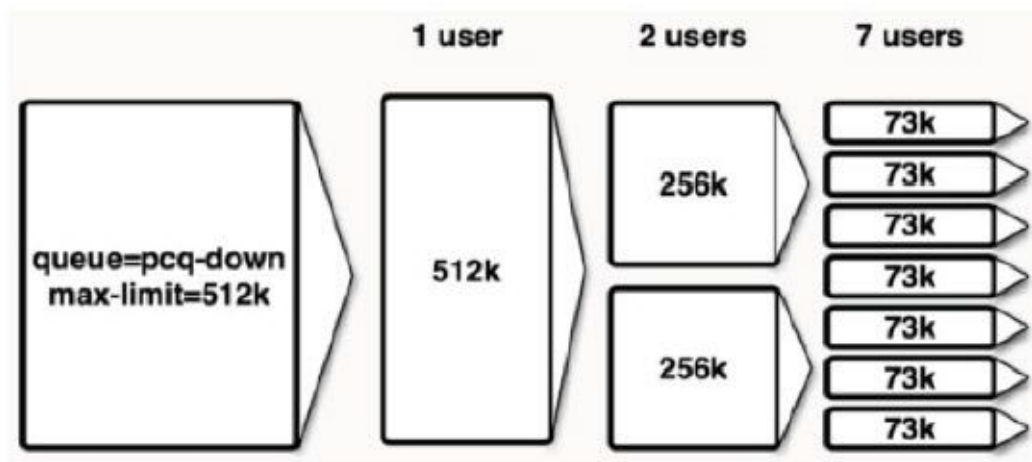 1 user
2 users
7 users
queue=pcq-down
max-limit=512k
512k
256k
256k
73k
73k
73k
73k
73k
73k
73k